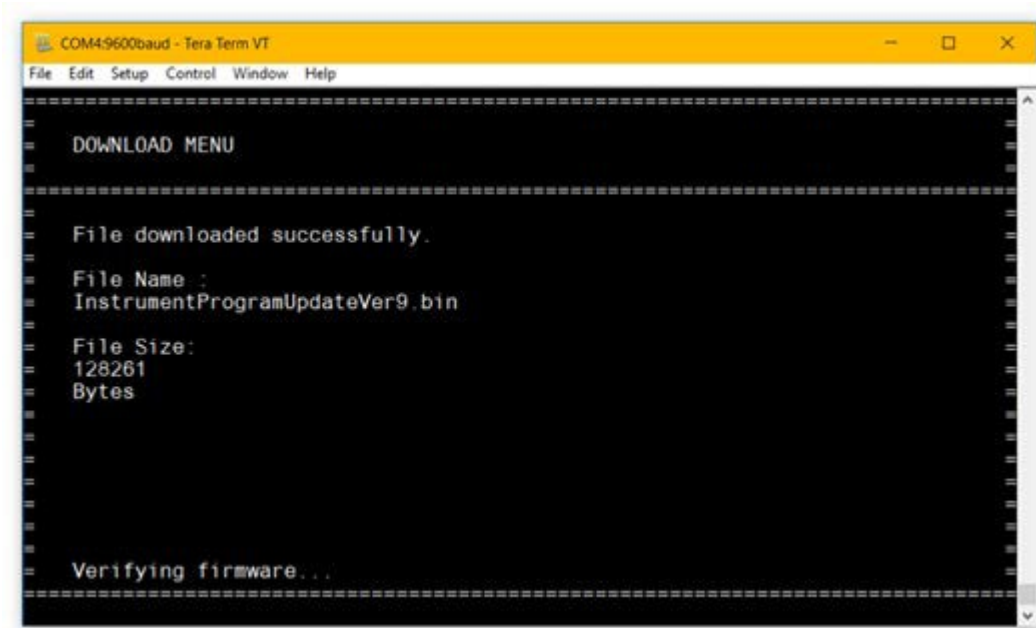 COM4:9600baud - Tera Term VT
File Edit Setup Control Window Help
DOWNLOAD MENU
File downloaded successfully.
File Name :
InstrumentProgramUpdateVer9.bin
File Size:
128261
Bytes
Verifying firmware...